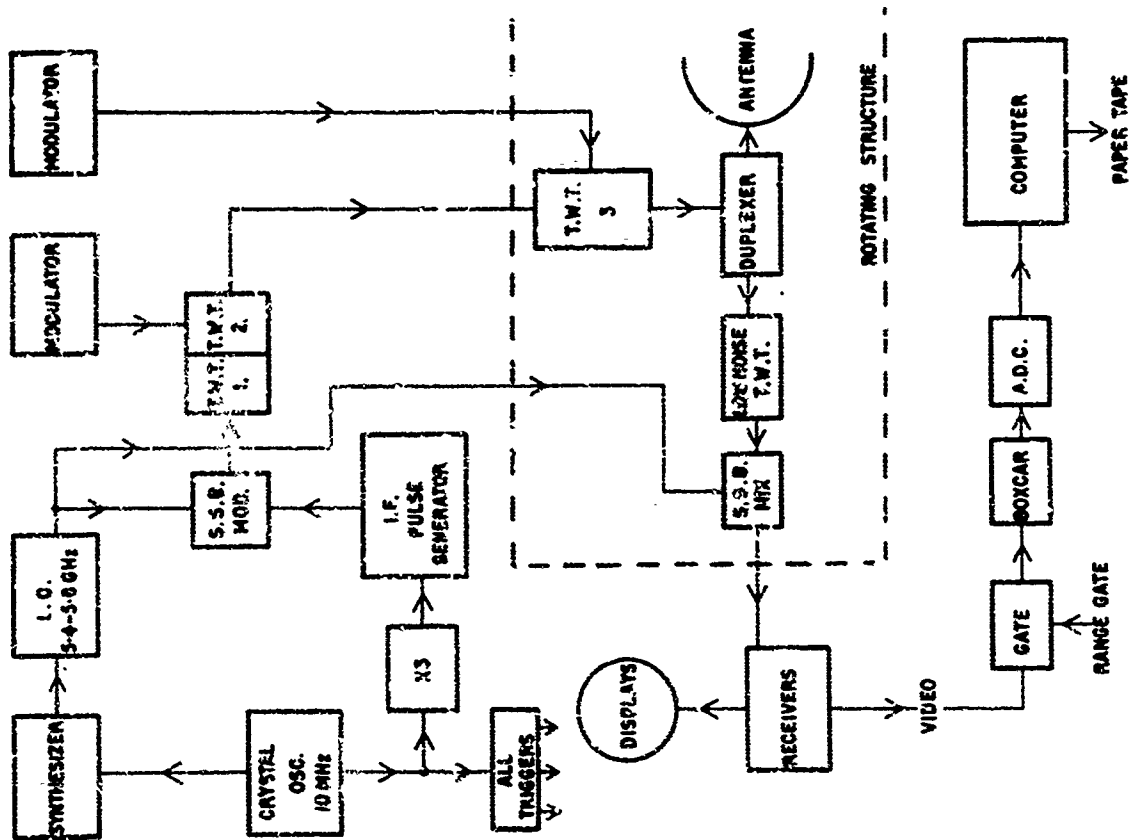 SYNTHESIZER
L.O.
5·4-5·8 GHz
MODULATOR
MODULATOR
CRYSTAL
OSC.
10 MHz
S.S.B.
MOD.
T.W.T.
1.
T.W.T.
2.
X3
I.F.
PULSE
GENERATOR
ALL
TRIGGERS
T.W.T.
3
DISPLAYS
RECEIVERS
S.S.B.
MIX
LOW NOISE
T.W.T.
DUPLEXER
ANTENNA
ROTATING STRUCTURE
VIDEO
GATE
BOXCAR
A.D.C.
COMPUTER
RANGE GATE
PAPER TAPE